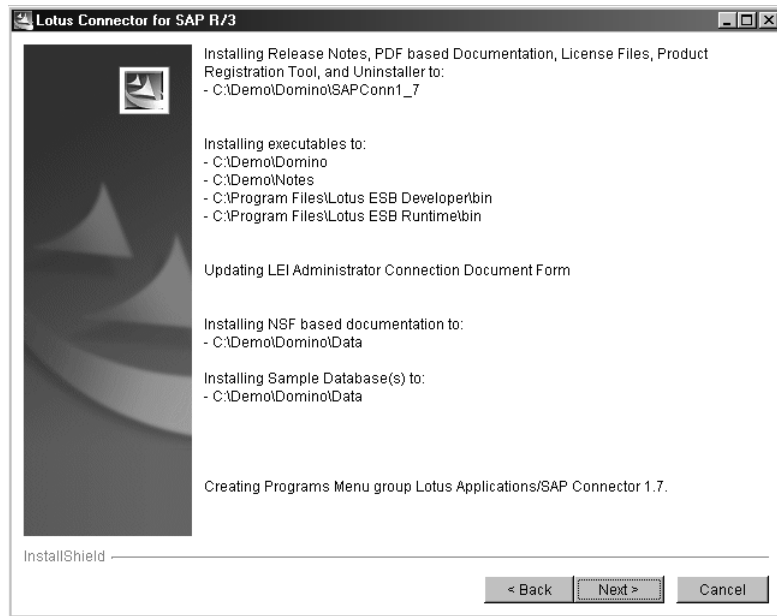 Lotus Connector for SAP R/3
Installing Release Notes, PDF based Documentation, License Files, Product
Registration Tool, and Uninstaller to:
- C:\Demo\Domino\SAPConn1_7
Installing executables to:
- C:\Demo\Domino
- C:\Demo\Notes
- C:\Program Files\Lotus ESB Developer\bin
- C:\Program Files\Lotus ESB Runtime\bin
Updating LEI Administrator Connection Document Form
Installing NSF based documentation to:
- C:\Demo\Domino\Data
Installing Sample Database(s) to:
- C:\Demo\Domino\Data
Creating Programs Menu group Lotus Applications/SAP Connector 1.7.
InstallShield
< Back Next > Cancel